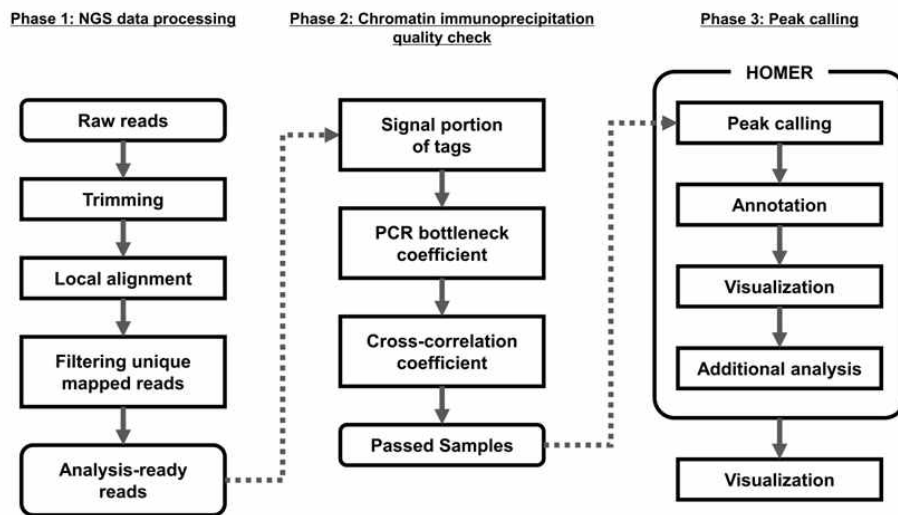 Phase 1: NGS data processing
Raw reads
Trimming
Local alignment
Filtering unique
mapped reads
Analysis-ready
reads
Phase 2: Chromatin immunoprecipitation
quality check
Signal portion
of tags
PCR bottleneck
coefficient
Cross-correlation
coefficient
Passed Samples
Phase 3: Peak calling
HOMER
Peak calling
Annotation
Visualization
Additional analysis
Visualization